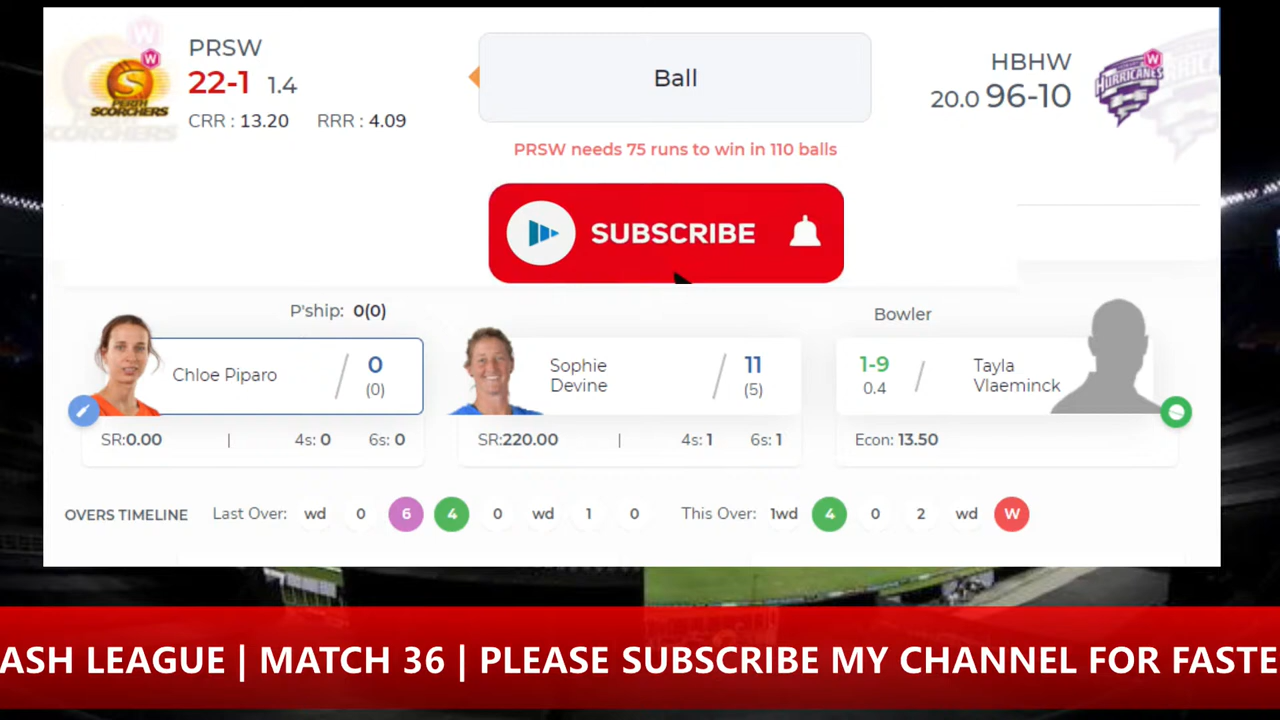 PRSW
22-1 1.4
CRR : 13.20 RRR : 4.09
W
PERTH
SCORCHERS
Ball
PRSW needs 75 runs to win in 110 balls
HBHW
20.0 96-10
W
HURRICANES
SUBSCRIBE
P'ship: 0(0)
Bowler
Chloe Piparo 0
(0)
SR:0.00 | 4s: 0 6s: 0
Sophie
Devine
11
(5)
SR:220.00 | 4s: 1 6s: 1
1-9
0.4
Tayla
Vlaeminck
Econ: 13.50
OVERS TIMELINE Last Over: wd 0 6 4 0 wd 1 0 This Over: 1wd 4 0 2 wd W
ASH LEAGUE | MATCH 36 | PLEASE SUBSCRIBE MY CHANNEL FOR FASTE